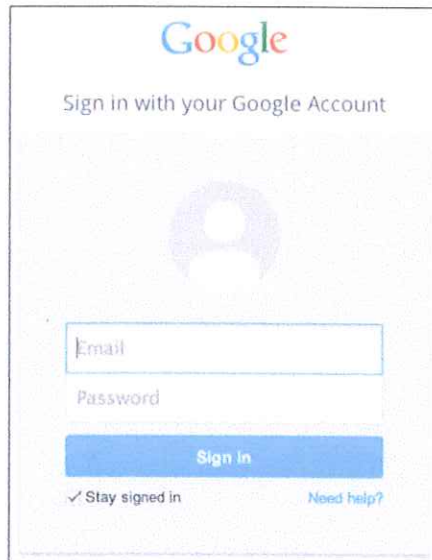 Google
Sign in with your Google Account
Email
Password
Sign in
✓ Stay signed in Need help?